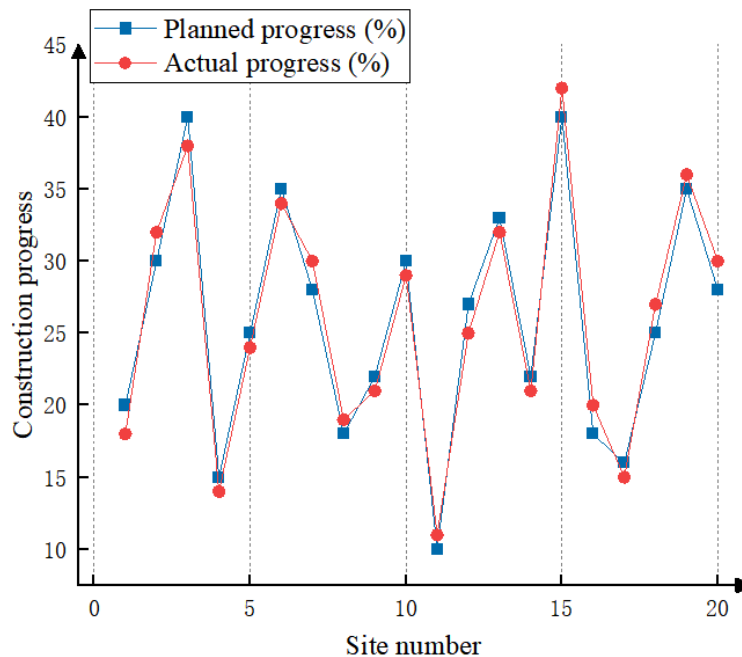 Planned progress (%)
Actual progress (%)
45
40
35
30
25
20
15
10
Construction progress
0 5 10 15 20
Site number